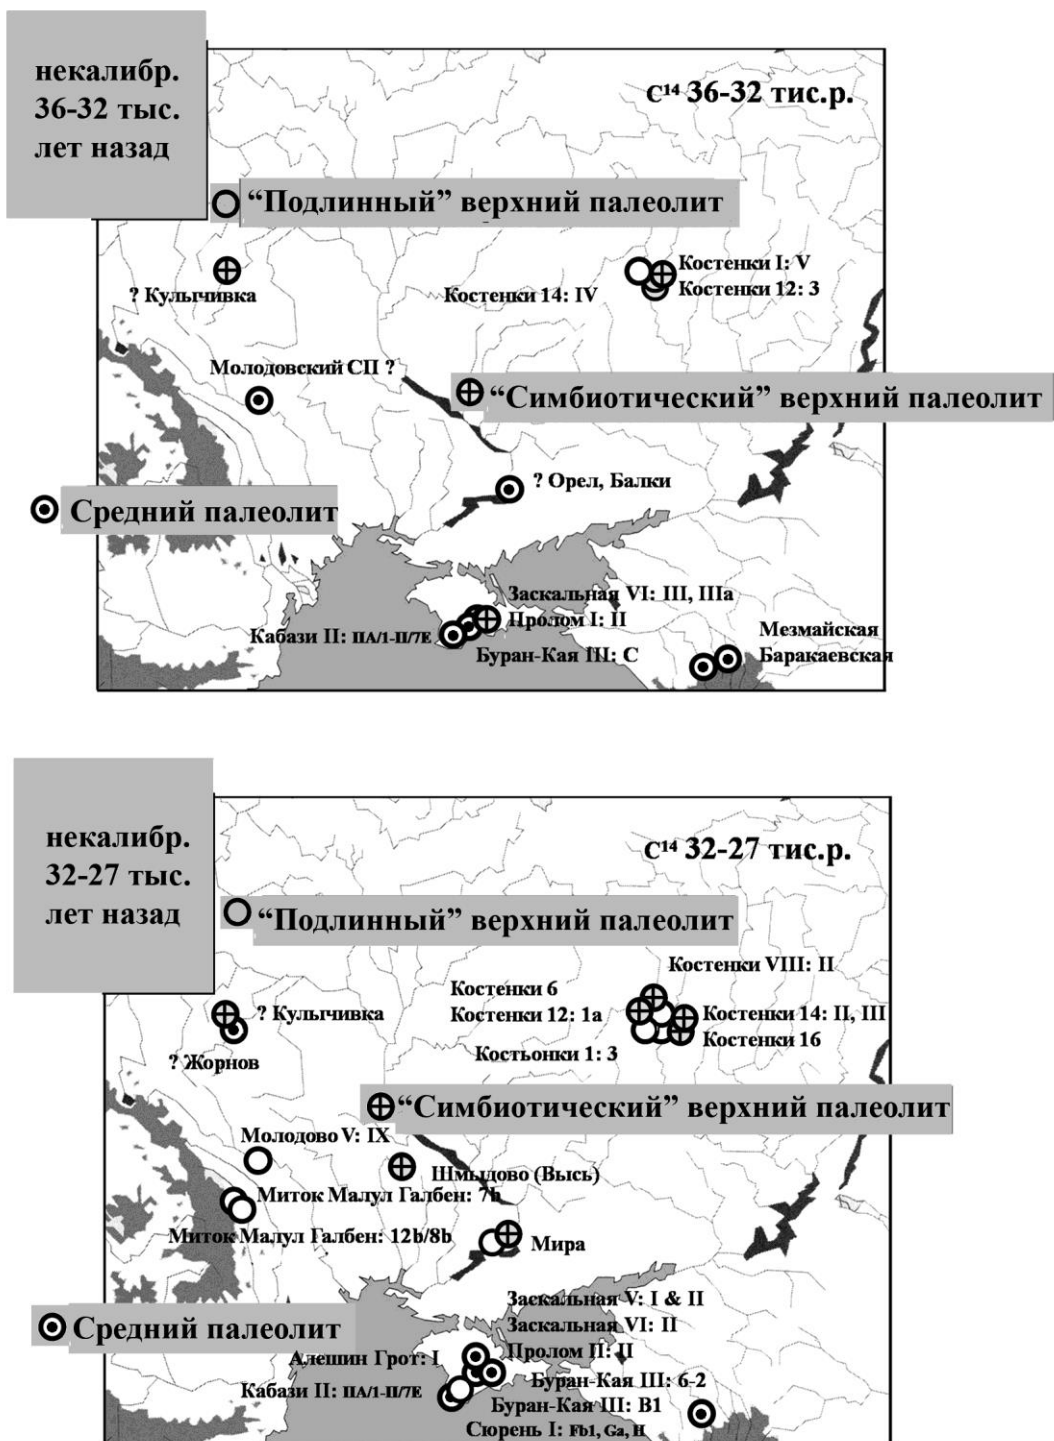 некалибр.
36-32 тыс.
лет назад
C¹⁴ 36-32 тис.р.
“Подлинный” верхний палеолит
? Кулычивка
Костенки I: V
Костенки 14: IV
Костенки 12: 3
Молодовский СП ?
“Симбиотический” верхний палеолит
? Орел, Балки
Средний палеолит
Заскальная VI: III, IIIa
Пролом I: II
Кабази II: IIA/1-II/7E
Буран-Кая III: C
Мезмайская
Баракаевская
некалибр.
32-27 тыс.
лет назад
C¹⁴ 32-27 тис.р.
“Подлинный” верхний палеолит
Костенки VIII: II
Костенки 6
? Кулычивка
Костенки 12: 1a
Костенки 14: II, III
Костенки 16
Костьонки 1: 3
? Жорнов
“Симбиотический” верхний палеолит
Молодово V: IX
Шмыдово (Высь)
Миток Малул Галбен: 7b
Миток Малул Галбен: 12b/8b
Мира
Средний палеолит
Заскальная V: I & II
Заскальная VI: II
Пролом II: II
Алешин Грот: I
Буран-Кая III: 6-2
Кабази II: IIA/1-II/7E
Буран-Кая III: B1
Сюрень I: Fb1, Ga, H